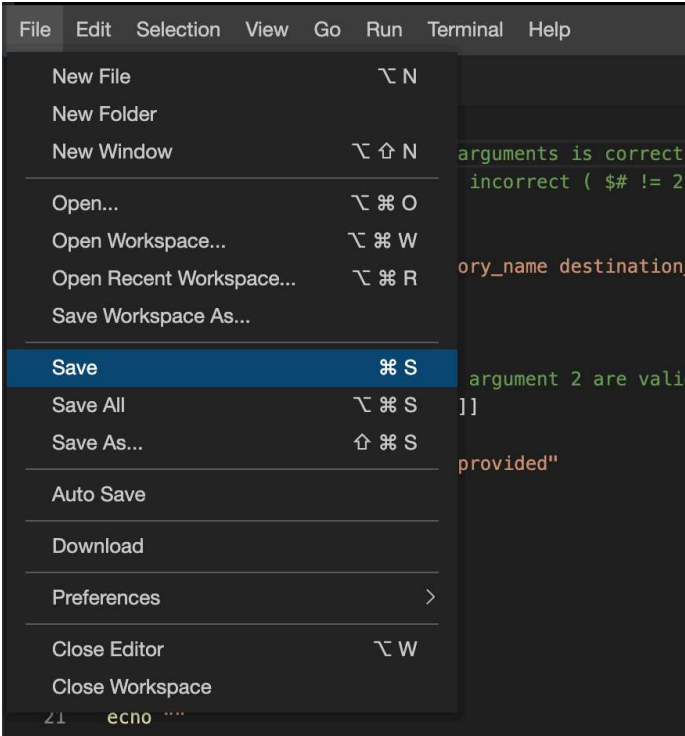 File Edit Selection View Go Run Terminal Help
New File ⌥ N
New Folder
New Window ⌥ ⇧ N
arguments is correct
Open... ⌥ ⌘ O
incorrect ( $# != 2
Open Workspace... ⌥ ⌘ W
Open Recent Workspace... ⌥ ⌘ R
ory_name destination_
Save Workspace As...
Save ⌘ S
argument 2 are vali
Save All ⌥ ⌘ S
]]
Save As... ⇧ ⌘ S
provided"
Auto Save
Download
Preferences >
Close Editor ⌥ W
Close Workspace
21 echo ""